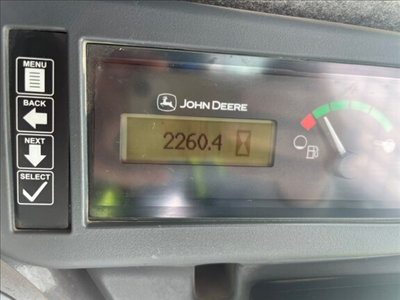 MENU
BACK
NEXT
SELECT
JOHN DEERE
2260.4